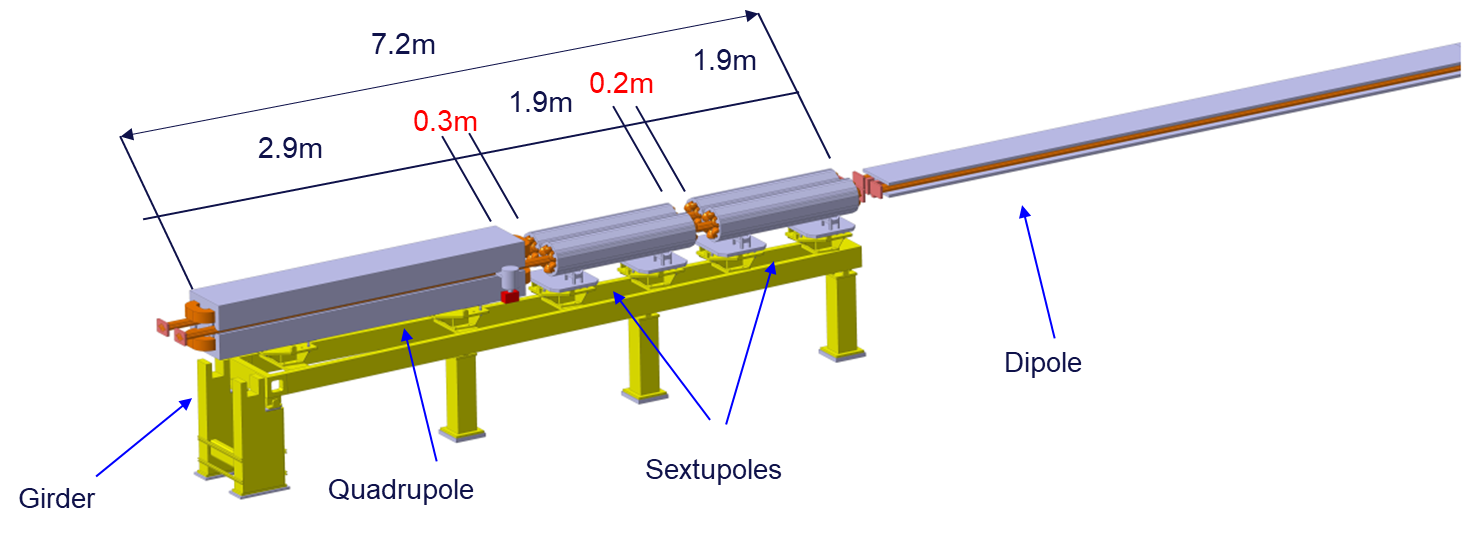 7.2m
1.9m
0.2m
1.9m
0.3m
2.9m
Dipole
Sextupoles
Quadrupole
Girder